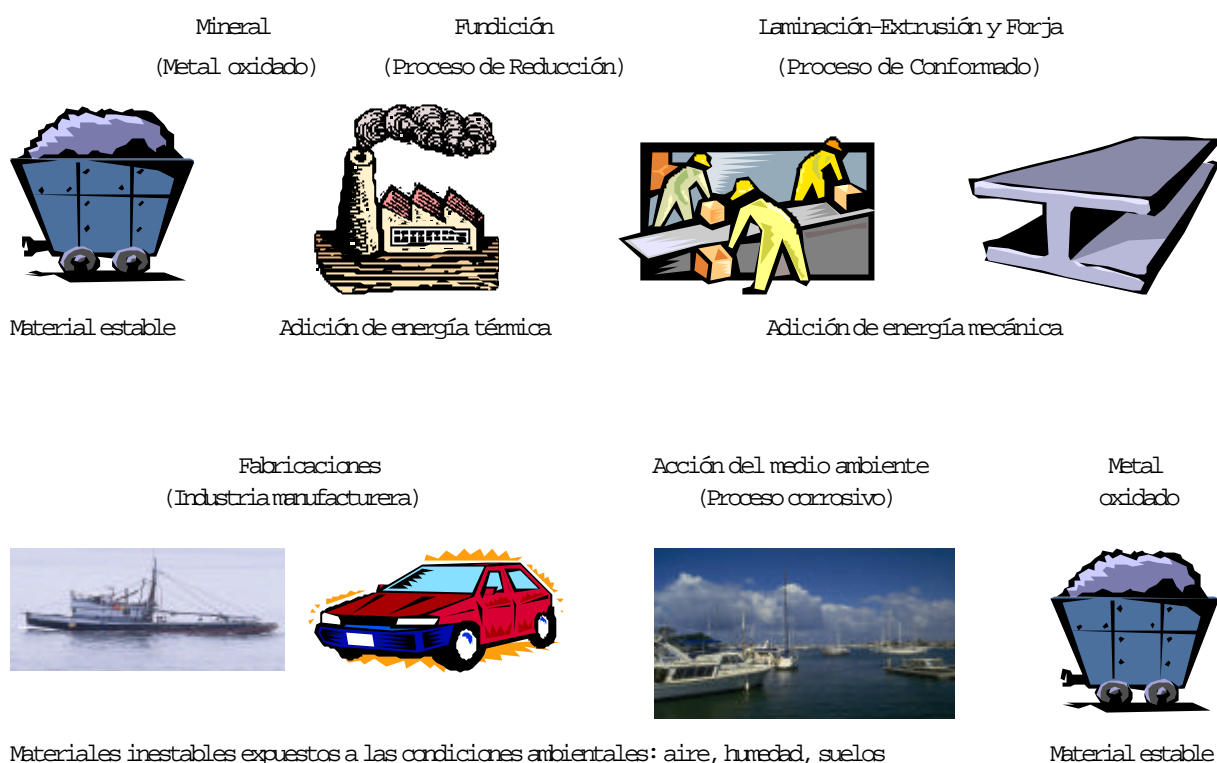 Mineral
Fundición
Laminación-Extrusión y Forja
(Metal oxidado)
(Proceso de Reducción)
(Proceso de Conformado)
Material estable
Adición de energía térmica
Adición de energía mecánica
Fabricaciones
Acción del medio ambiente
Metal
(Industria manufacturera)
(Proceso corrosivo)
oxidado
Materiales inestables expuestos a las condiciones ambientales: aire, humedad, suelos
Material estable